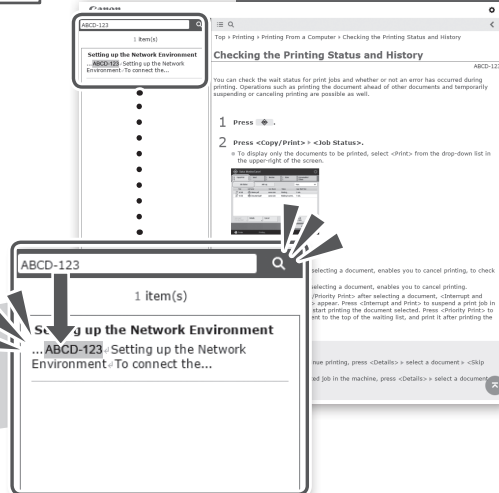 Canon
ABCD-123
1 item(s)
Setting up the Network Environment
...ABCD-123↵Setting up the Network
Environment↵To connect the...
Top › Printing › Printing From a Computer › Checking the Printing Status and History
Checking the Printing Status and History
ABCD-123
You can check the wait status for print jobs and whether or not an error has occurred during
printing. Operations such as printing the document ahead of other documents and temporarily
suspending or canceling printing are possible as well.
1 Press .
2 Press <Copy/Print> ▸ <Job Status>.
To display only the documents to be printed, select <Print> from the drop-down list in
the upper-right of the screen.
selecting a document, enables you to cancel printing, to check
selecting a document, enables you to cancel printing.
/Priority Print> after selecting a document, <Interrupt and
> appear. Press <Interrupt and Print> to suspend a print job in
start printing the document selected. Press <Priority Print> to
ent to the top of the waiting list, and print it after printing the
nue printing, press <Details> » select a document » <Skip
ed job in the machine, press <Details> » select a document
ABCD-123
1 item(s)
up the Network Environment
...ABCD-123↵Setting up the Network
Environment↵To connect the...